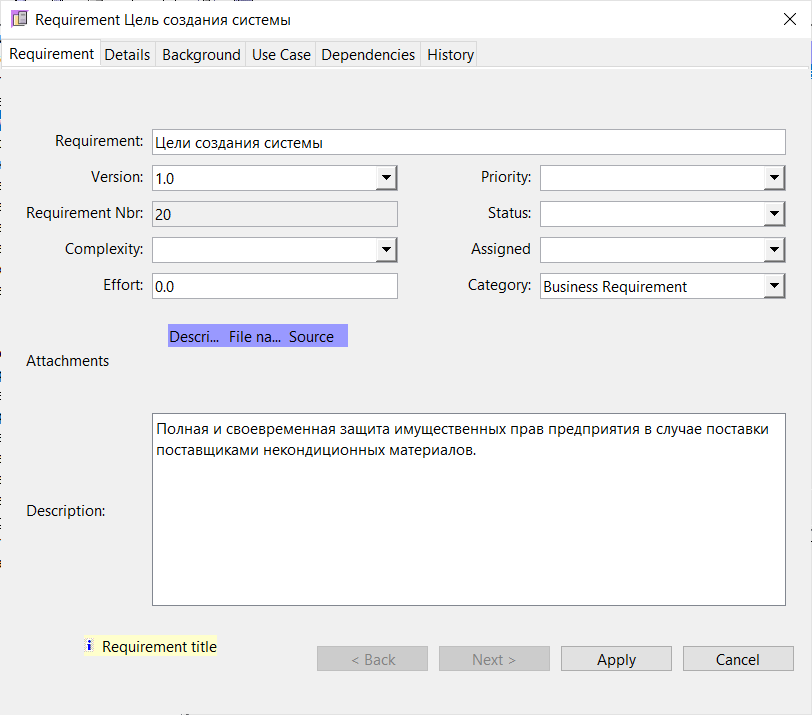 Requirement Цель создания системы
Requirement Details Background Use Case Dependencies History
Requirement: Цели создания системы
Version: 1.0 Priority:
Requirement Nbr: 20 Status:
Complexity: Assigned
Effort: 0.0 Category: Business Requirement
Descri... File na... Source
Attachments
Полная и своевременная защита имущественных прав предприятия в случае поставки
поставщиками некондиционных материалов.
Description:
Requirement title
< Back Next > Apply Cancel